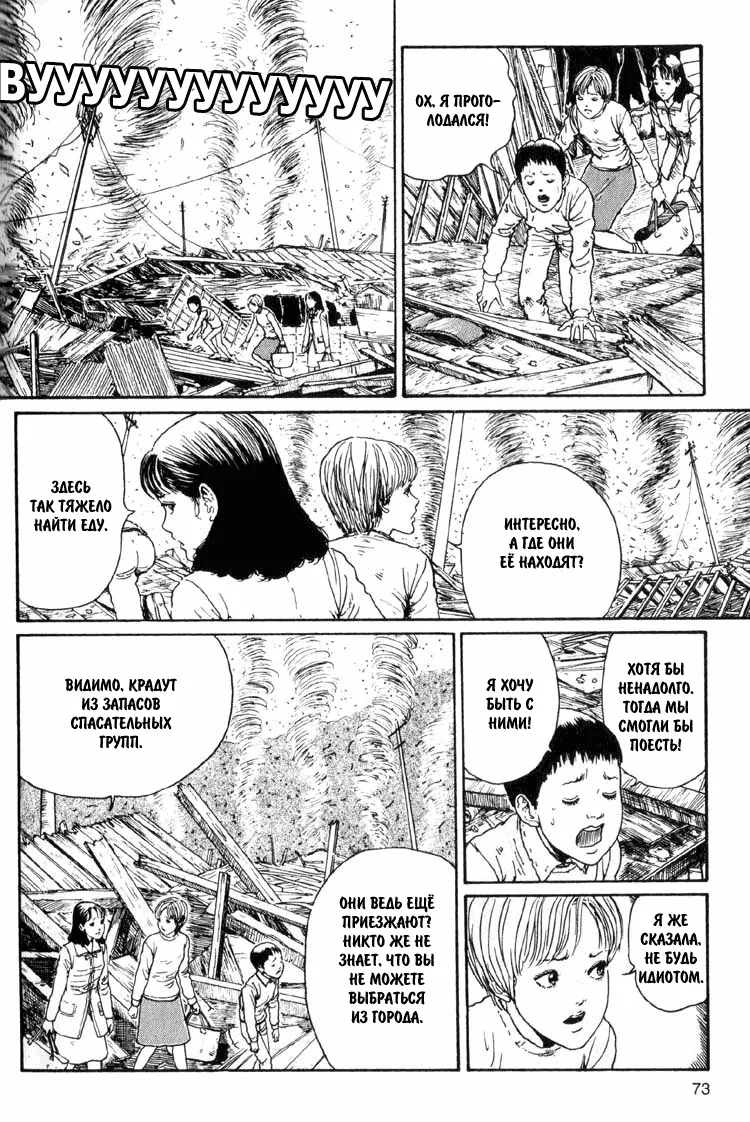 ВУУУУУУУУУУУУУУ
ОХ, Я ПРОГО-
ЛОДАЛСЯ!
ЗДЕСЬ
ТАК ТЯЖЕЛО
НАЙТИ ЕДУ.
ИНТЕРЕСНО,
А ГДЕ ОНИ
ЕЁ НАХОДЯТ?
ВИДИМО, КРАДУТ
ИЗ ЗАПАСОВ
СПАСАТЕЛЬНЫХ
ГРУПП.
ОНИ ВЕДЬ ЕЩЁ
ПРИЕЗЖАЮТ?
НИКТО ЖЕ НЕ
ЗНАЕТ, ЧТО ВЫ
НЕ МОЖЕТЕ
ВЫБРАТЬСЯ
ИЗ ГОРОДА.
Я ХОЧУ
БЫТЬ С
НИМИ!
ХОТЯ БЫ
НЕНАДОЛГО.
ТОГДА МЫ
СМОГЛИ БЫ
ПОЕСТЬ!
Я ЖЕ
СКАЗАЛА,
НЕ БУДЬ
ИДИОТОМ.
73